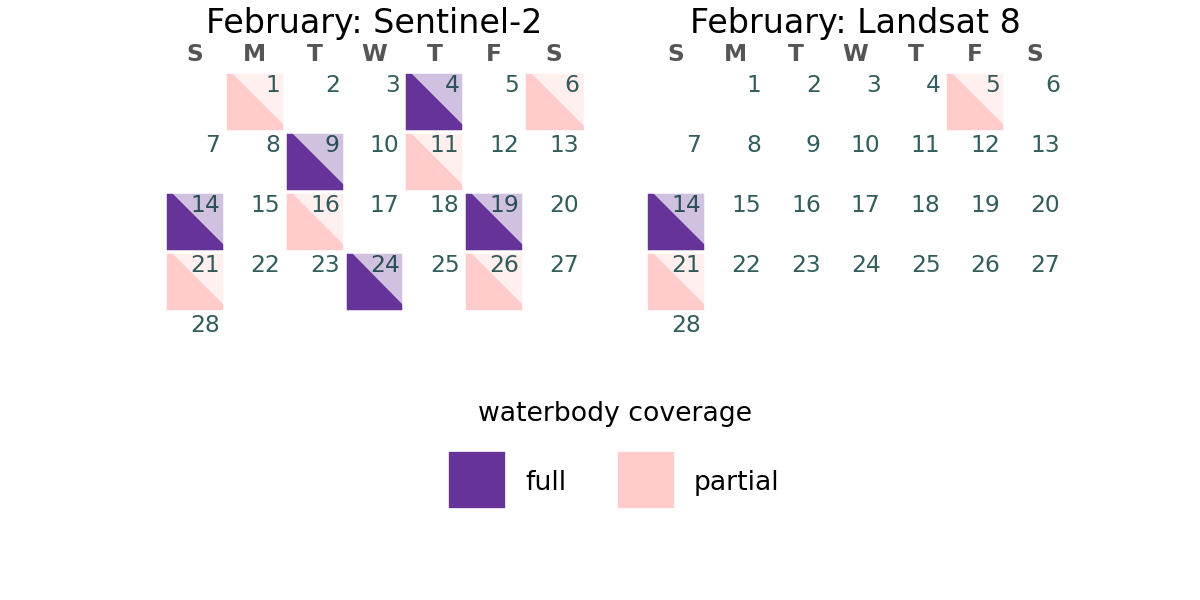 February: Sentinel-2
S M T W T F S
1 2 3 4 5 6
7 8 9 10 11 12 13
14 15 16 17 18 19 20
21 22 23 24 25 26 27
28
February: Landsat 8
S M T W T F S
1 2 3 4 5 6
7 8 9 10 11 12 13
14 15 16 17 18 19 20
21 22 23 24 25 26 27
28
waterbody coverage
full
partial